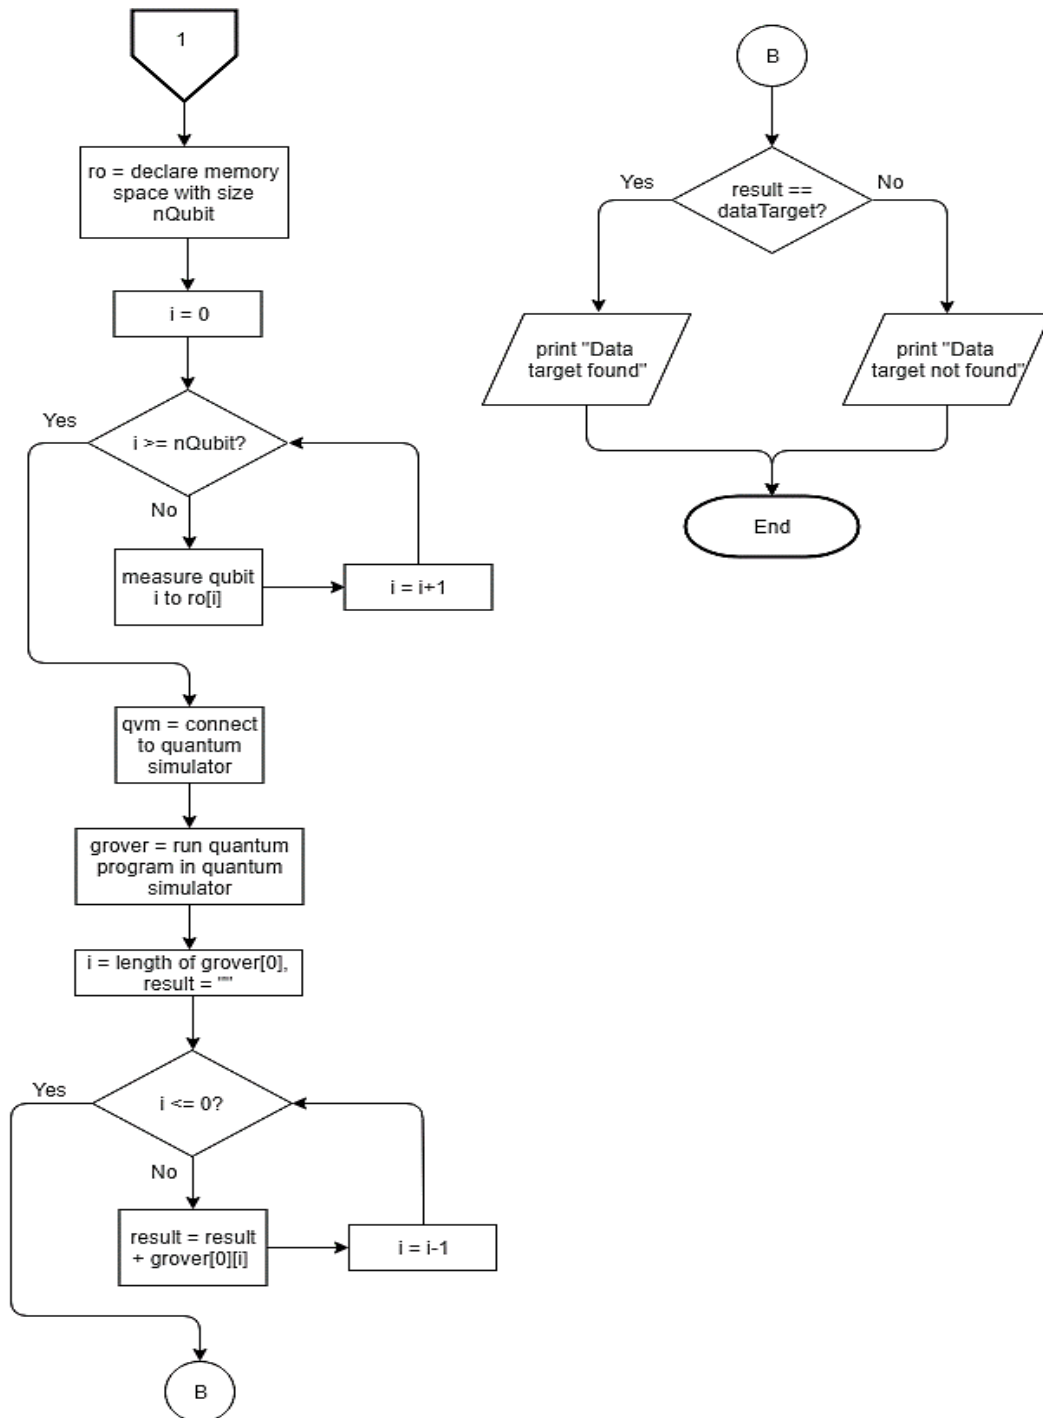 1
ro = declare memory
space with size
nQubit
i = 0
Yes
i >= nQubit?
No
measure qubit
i to ro[i]
i = i+1
qvm = connect
to quantum
simulator
grover = run quantum
program in quantum
simulator
i = length of grover[0],
result = ""
Yes
i <= 0?
No
result = result
+ grover[0][i]
i = i-1
B
B
Yes
result ==
dataTarget?
No
print "Data
target found"
print "Data
target not found"
End